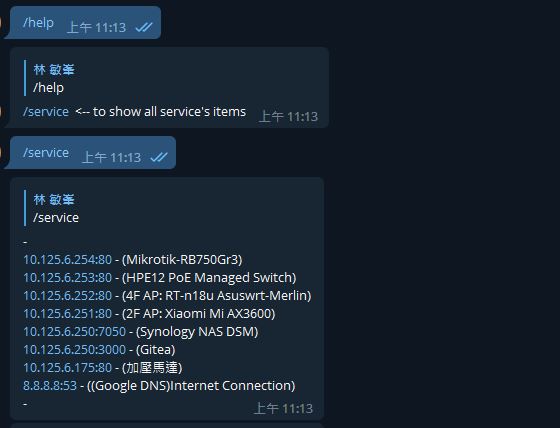 /help 上午 11:13
林 敏峯
/help
/service <-- to show all service's items 上午 11:13
/service 上午 11:13
林 敏峯
/service
-
10.125.6.254:80 - (Mikrotik-RB750Gr3)
10.125.6.253:80 - (HPE12 PoE Managed Switch)
10.125.6.252:80 - (4F AP: RT-n18u Asuswrt-Merlin)
10.125.6.251:80 - (2F AP: Xiaomi Mi AX3600)
10.125.6.250:7050 - (Synology NAS DSM)
10.125.6.250:3000 - (Gitea)
10.125.6.175:80 - (加壓馬達)
8.8.8.8:53 - ((Google DNS)Internet Connection)
-
上午 11:13